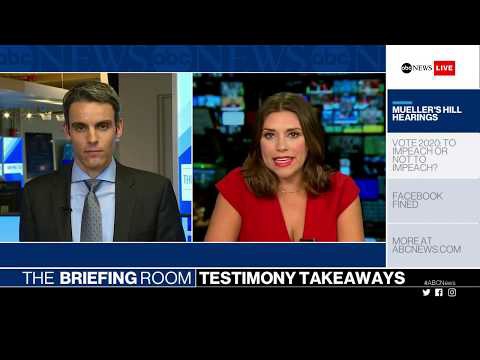 abc NEWS LIVE
MUELLER'S HILL
HEARINGS
VOTE 2020: TO
IMPEACH OR
NOT TO
IMPEACH?
FACEBOOK
FINED
MORE AT
ABCNEWS.COM
THE BRIEFING ROOM TESTIMONY TAKEAWAYS
#ABCNews